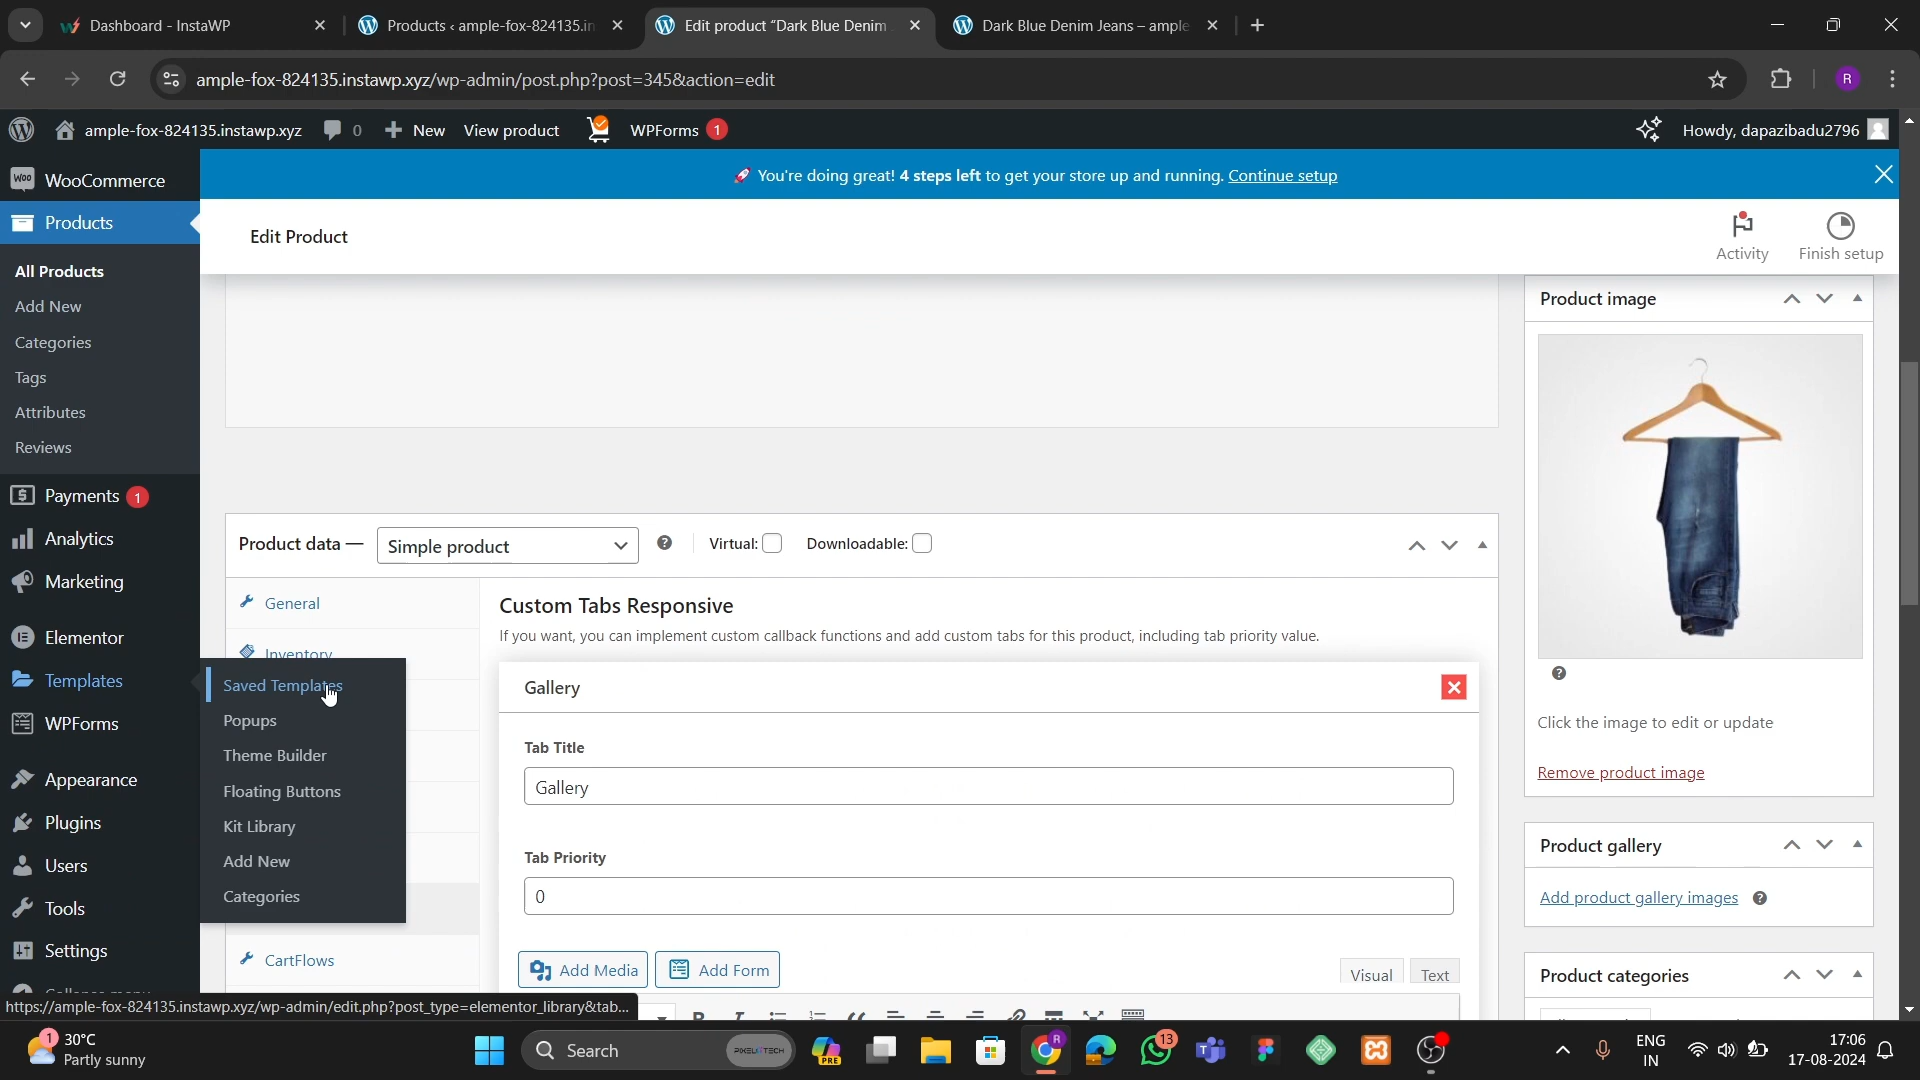 Dashboard - InstaWP
Products ‹ ample-fox-824135.in
Edit product "Dark Blue Denim
Dark Blue Denim Jeans – ample
ample-fox-824135.instawp.xyz/wp-admin/post.php?post=345&action=edit
R
ample-fox-824135.instawp.xyz
0
New
View product
WPForms 1
Howdy, dapazibadu2796
🚀 You're doing great! 4 steps left to get your store up and running. Continue setup
Edit Product
Activity
Finish setup
WooCommerce
Products
All Products
Add New
Categories
Tags
Attributes
Reviews
Payments 1
Analytics
Marketing
Elementor
Templates
WPForms
Appearance
Plugins
Users
Tools
Settings
Collapse menu
Saved Templates
Popups
Theme Builder
Floating Buttons
Kit Library
Add New
Categories
Product data —
Simple product
Virtual:
Downloadable:
General
Inventory
CartFlows
Custom Tabs Responsive
If you want, you can implement custom callback functions and add custom tabs for this product, including tab priority value.
Gallery
Tab Title
Gallery
Tab Priority
0
Add Media
Add Form
Visual
Text
Product image
Click the image to edit or update
Remove product image
Product gallery
Add product gallery images
Product categories
https://ample-fox-824135.instawp.xyz/wp-admin/edit.php?post_type=elementor_library&tab...
30°C
Partly sunny
Search
PIXELIITECH
PRE
13
ENG
IN
17:06
17-08-2024